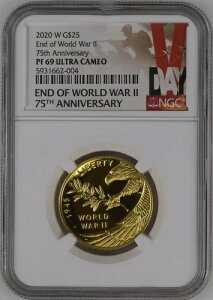 2020 W G$25
End of World War II
75th Anniversary
PF 69 ULTRA CAMEO
5931662-004
V
DAY
NGC
END OF WORLD WAR II
75TH ANNIVERSARY
LIBERTY
1945
WORLD
WAR II